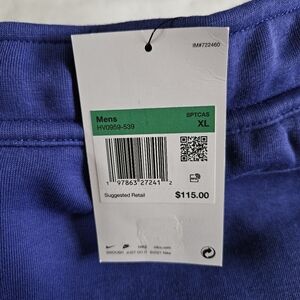 IM#722460
Mens
SPTCAS
HV0959-539
XL
1 97863 27241 2
Suggested Retail
$115.00